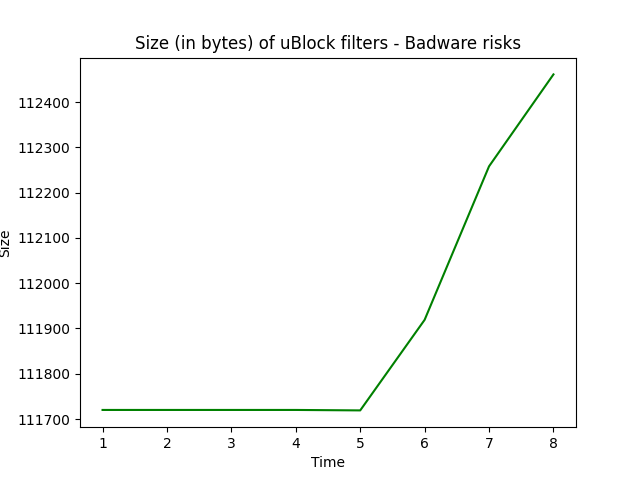 Size (in bytes) of uBlock filters - Badware risks
112400
112300
112200
112100
112000
111900
111800
111700
Size
1 2 3 4 5 6 7 8
Time